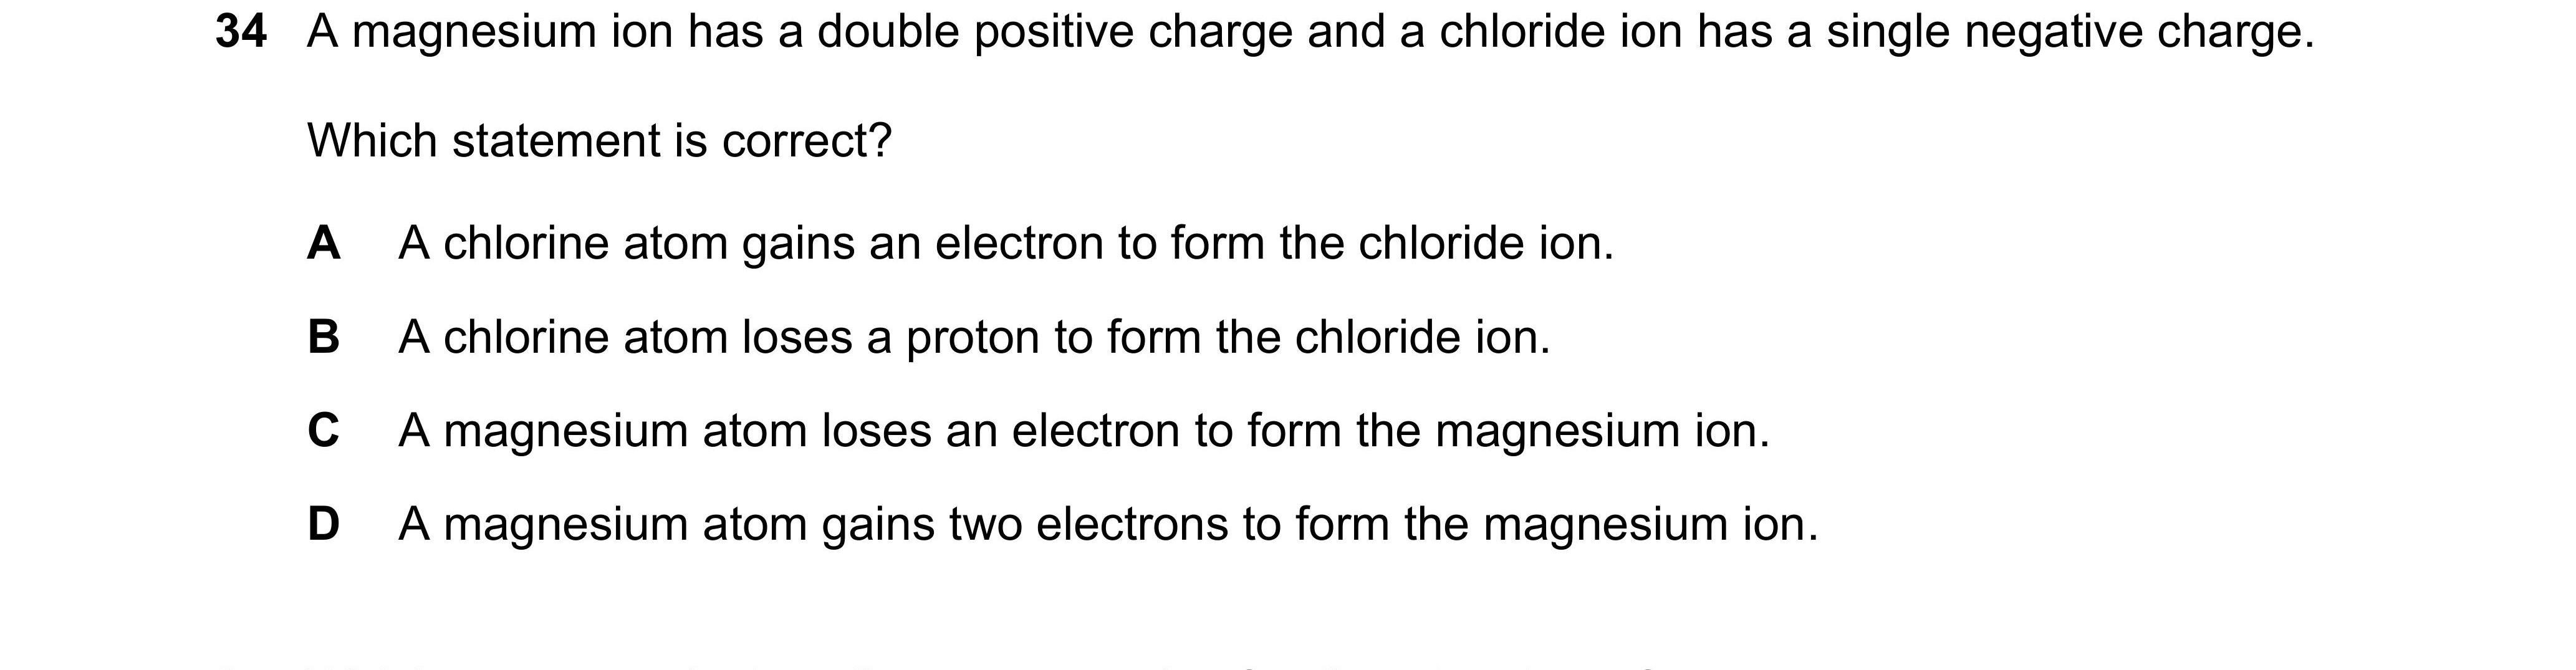 34 A magnesium ion has a double positive charge and a chloride ion has a single negative charge.
Which statement is correct?
A A chlorine atom gains an electron to form the chloride ion.
B A chlorine atom loses a proton to form the chloride ion.
C A magnesium atom loses an electron to form the magnesium ion.
D A magnesium atom gains two electrons to form the magnesium ion.